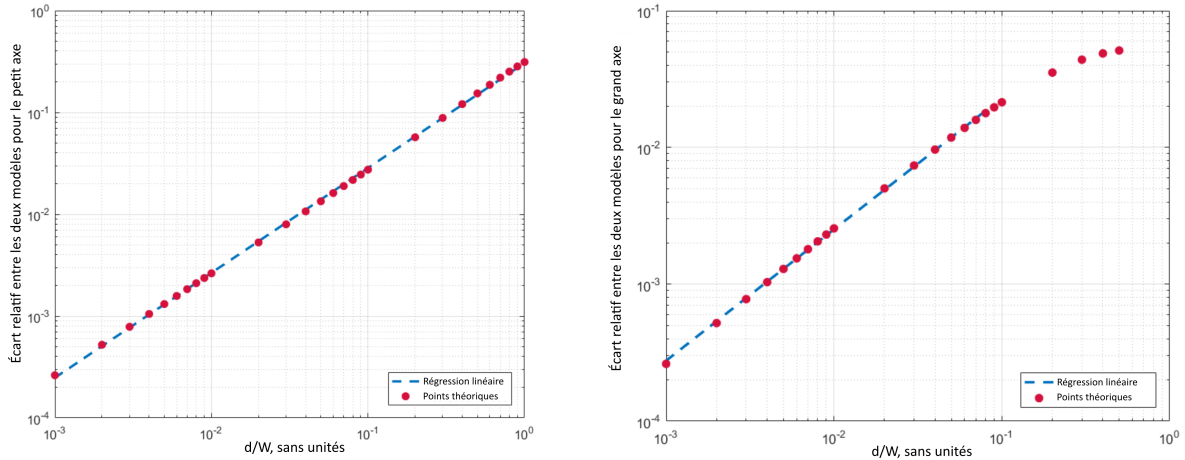 Écart relatif entre les deux modèles pour le petit axe
10^0
10^-1
10^-2
10^-3
10^-4
10^-3
10^-2
10^-1
10^0
d/W, sans unités
Régression linéaire
Points théoriques
Écart relatif entre les deux modèles pour le grand axe
10^-1
10^-2
10^-3
10^-4
10^-3
10^-2
10^-1
10^0
d/W, sans unités
Régression linéaire
Points théoriques